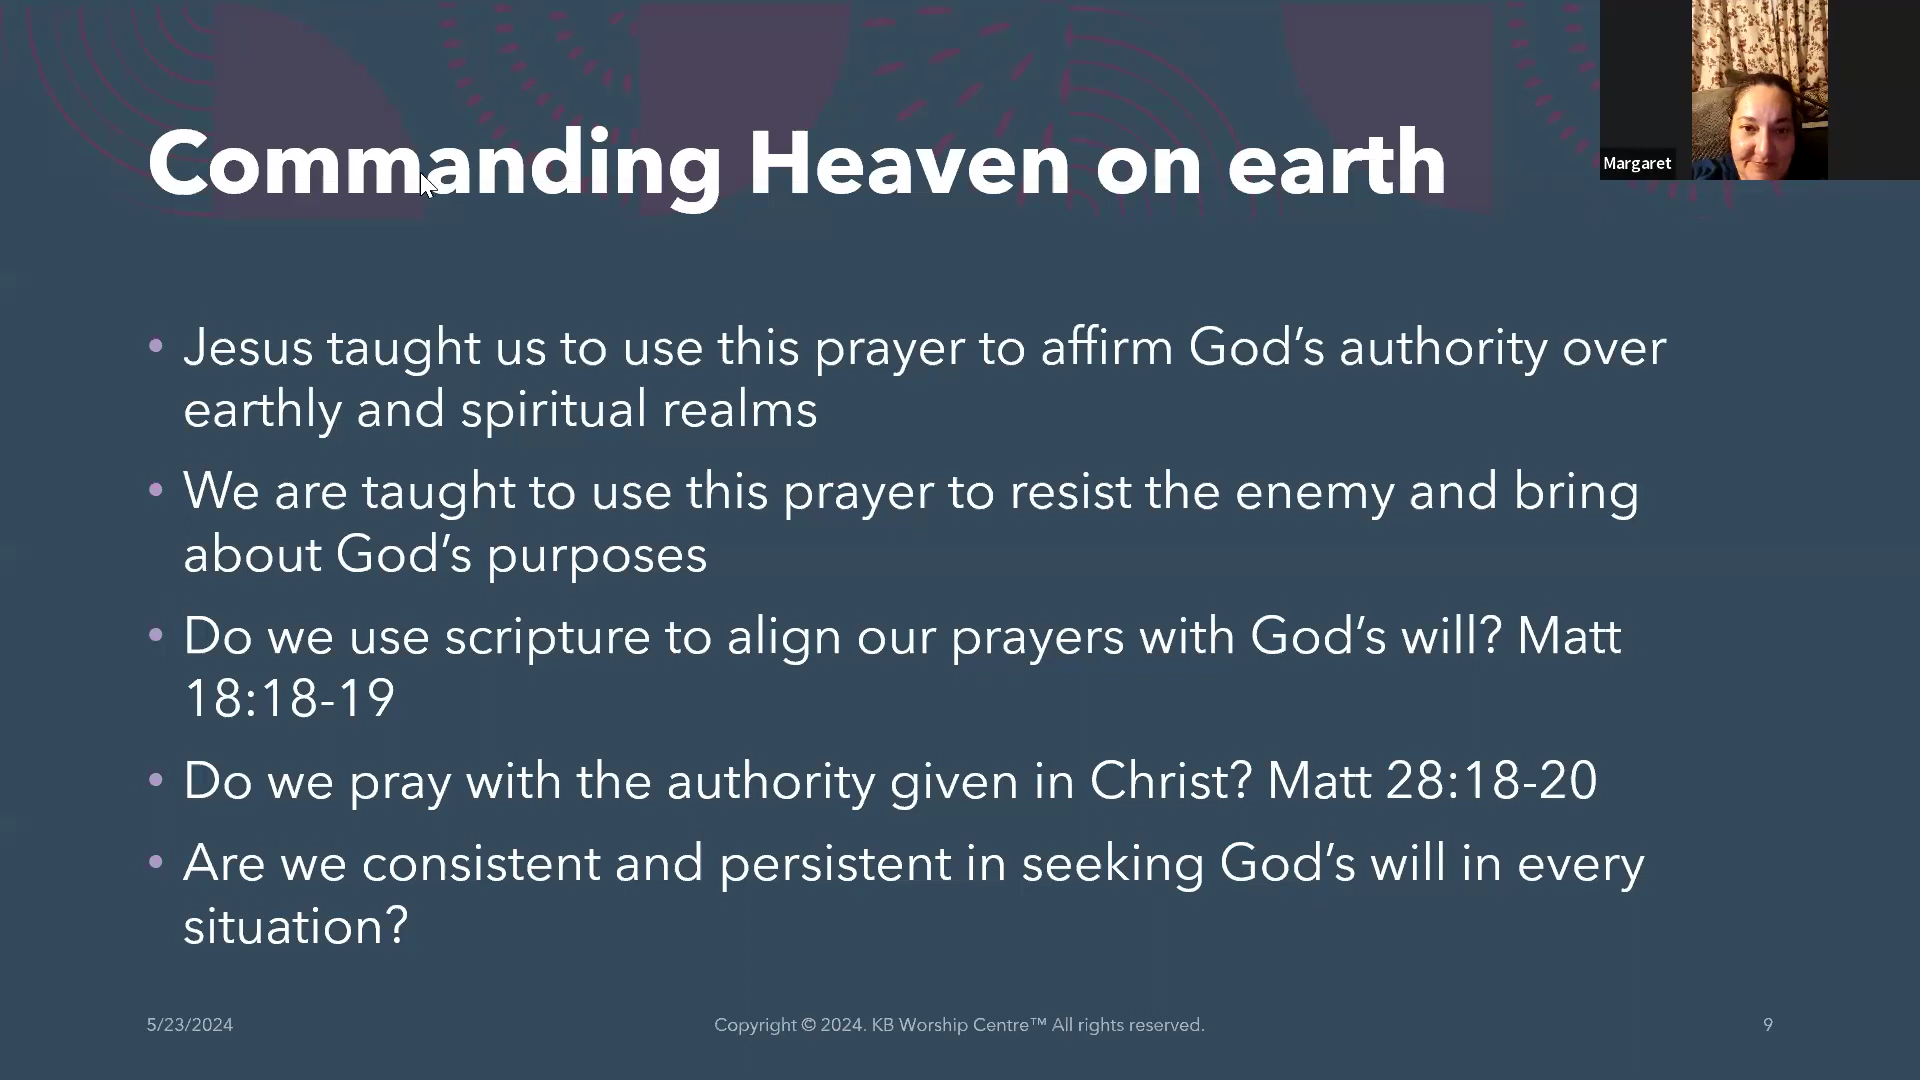 Commanding Heaven on earth
Margaret
• Jesus taught us to use this prayer to affirm God’s authority over
earthly and spiritual realms
• We are taught to use this prayer to resist the enemy and bring
about God’s purposes
• Do we use scripture to align our prayers with God’s will? Matt
18:18-19
• Do we pray with the authority given in Christ? Matt 28:18-20
• Are we consistent and persistent in seeking God’s will in every
situation?
5/23/2024
Copyright © 2024. KB Worship Centre™ All rights reserved.
9